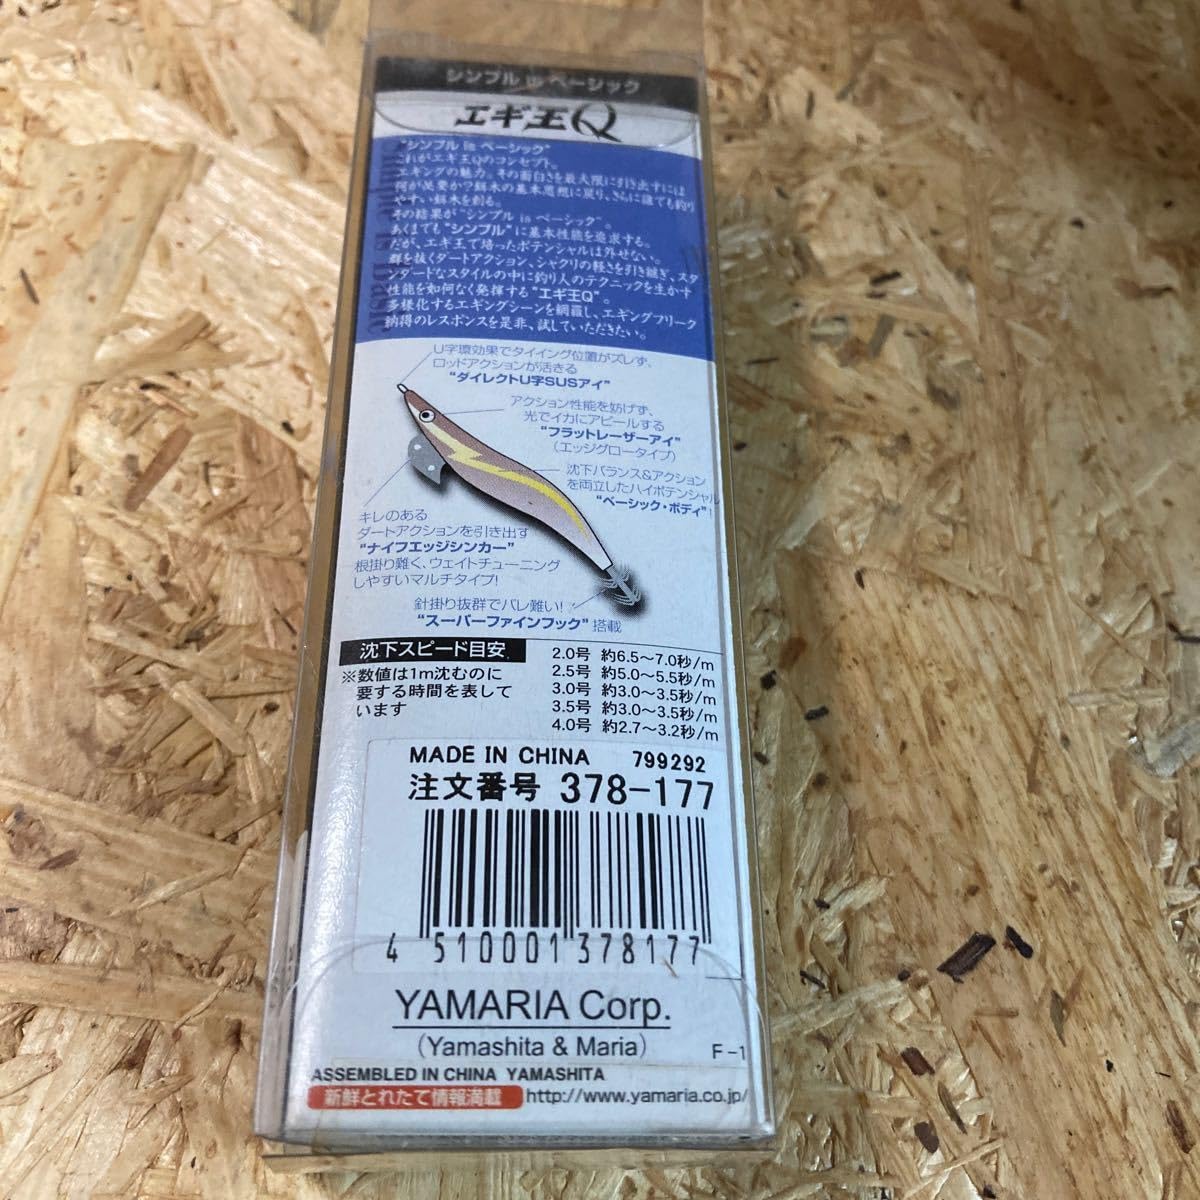 シンプル in ベーシック
エギ王Q
"シンプル is ベーシック"
これがエギ王Qのコンセプト。
エギングの魅力、その面白さを最大限に引き出すには
何が必要か?餌木の基本思想に戻り、さらに誰でも釣り
やすい餌木を創る。
その結果が"シンプル is ベーシック"。
あくまでも"シンプル"に基本性能を追求する。
だが、エギ王で培ったポテンシャルは外せない。
群を抜くダートアクション、シャクリの軽さを引き継ぎ、スタ
ンダードなスタイルの中に釣り人のテクニックを生かす
性能を如何なく発揮する"エギ王Q"。
多様化するエギングシーンを網羅し、エギングフリーク
納得のレスポンスを是非、試していただきたい。
U字環効果でタイイング位置がズレず、
ロッドアクションが活きる
"ダイレクトU字SUSアイ"
アクション性能を妨げず、
光でイカにアピールする
"フラットレーザーアイ"
(エッジグロータイプ)
沈下バランス&アクション
を両立したハイポテンシャル
"ベーシック・ボディ"!
キレのある
ダートアクションを引き出す
"ナイフエッジシンカー"
根掛り難く、ウェイトチューニング
しやすいマルチタイプ!
針掛り抜群でバレ難い!
"スーパーファインフック"搭載
沈下スピード目安
※数値は1m沈むのに
要する時間を表して
います
2.0号 約6.5〜7.0秒/m
2.5号 約5.0〜5.5秒/m
3.0号 約3.0〜3.5秒/m
3.5号 約3.0〜3.5秒/m
4.0号 約2.7〜3.2秒/m
MADE IN CHINA 799292
注文番号 378-177
4 510001 378177
YAMARIA Corp.
(Yamashita & Maria)
F-1
ASSEMBLED IN CHINA YAMASHITA
新鮮とれたて情報満載 http://www.yamaria.co.jp/